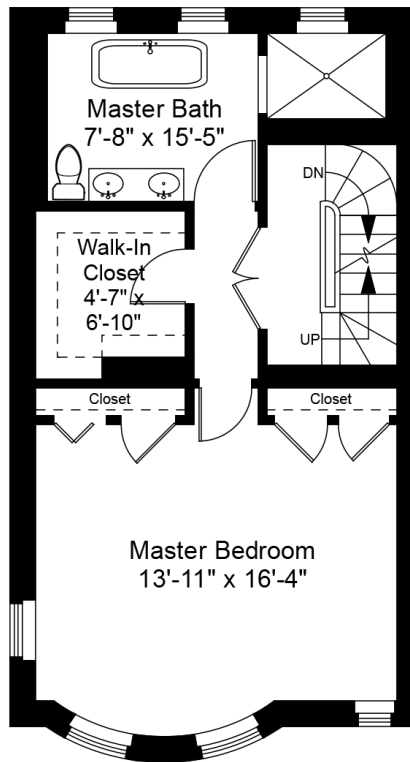 Master Bath
7'-8" x 15'-5"
DN
Walk-In
Closet
4'-7" x
6'-10"
UP
Closet
Closet
Master Bedroom
13'-11" x 16'-4"